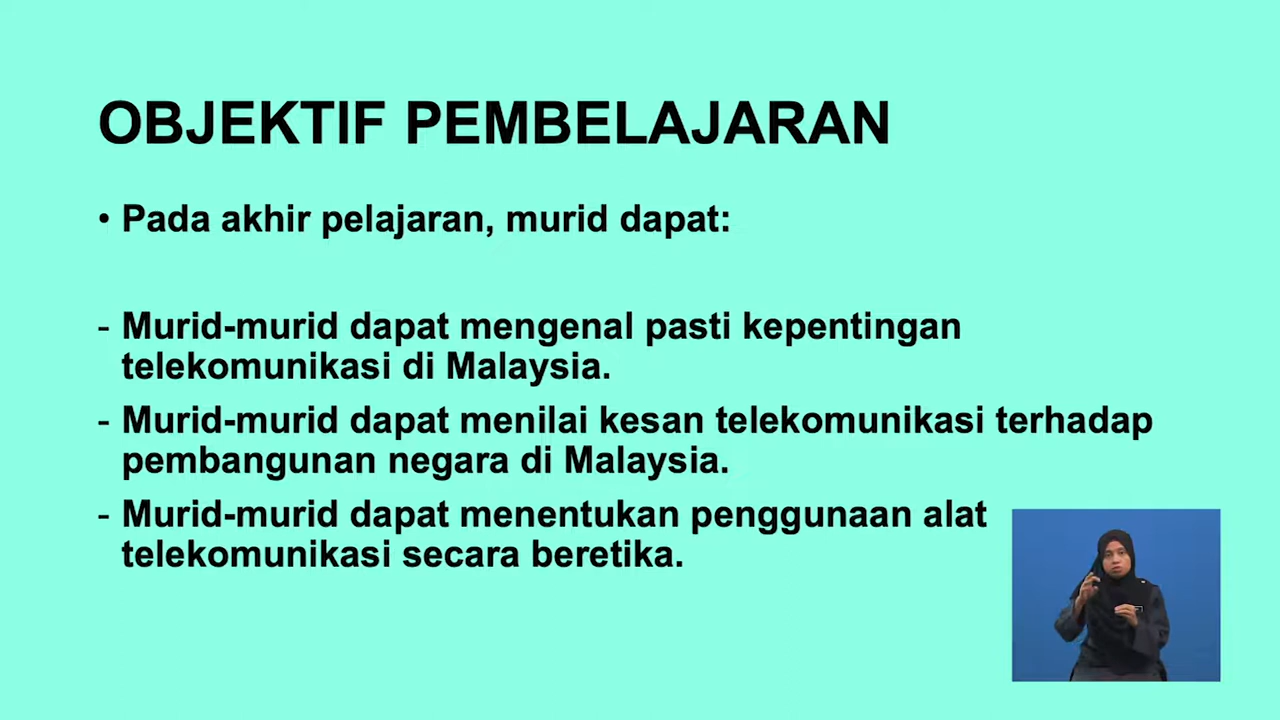 OBJEKTIF PEMBELAJARAN
• Pada akhir pelajaran, murid dapat:
- Murid-murid dapat mengenal pasti kepentingan
telekomunikasi di Malaysia.
- Murid-murid dapat menilai kesan telekomunikasi terhadap
pembangunan negara di Malaysia.
- Murid-murid dapat menentukan penggunaan alat
telekomunikasi secara beretika.